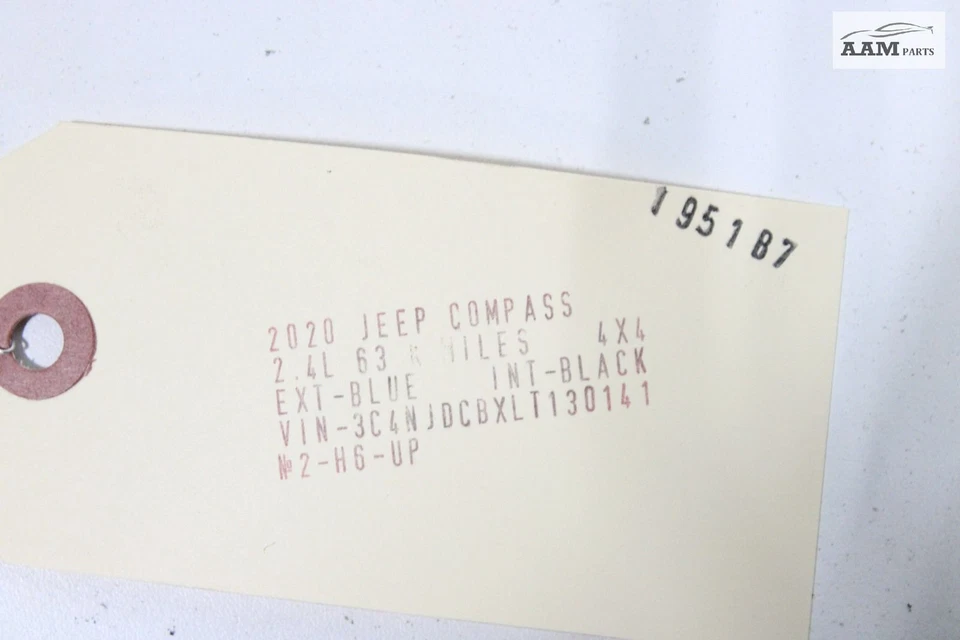 AAM PARTS
195187
2020 JEEP COMPASS
2.4L 63 K MILES 4X4
EXT-BLUE INT-BLACK
VIN-3C4NJDCBXLT130141
№2-H6-UP